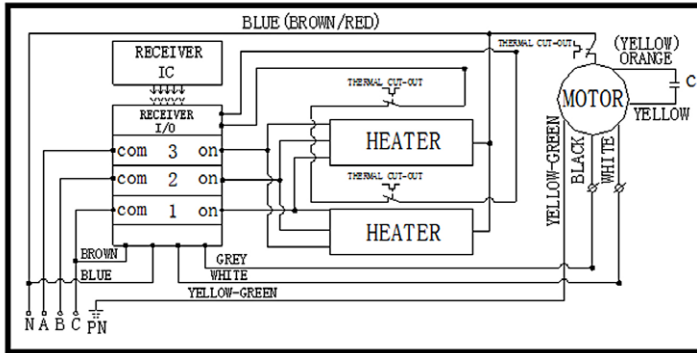 BLUE(BROWN/RED)
RECEIVER
IC
THERMAL CUT-OUT
(YELLOW)
ORANGE
THERMAL CUT-OUT
C
RECEIVER
I/O
MOTOR
YELLOW
com 3 on
HEATER
com 2 on
THERMAL CUT-OUT
YELLOW-GREEN
BLACK
WHITE
com 1 on
HEATER
BROWN
GREY
BLUE
WHITE
YELLOW-GREEN
N A B C PN